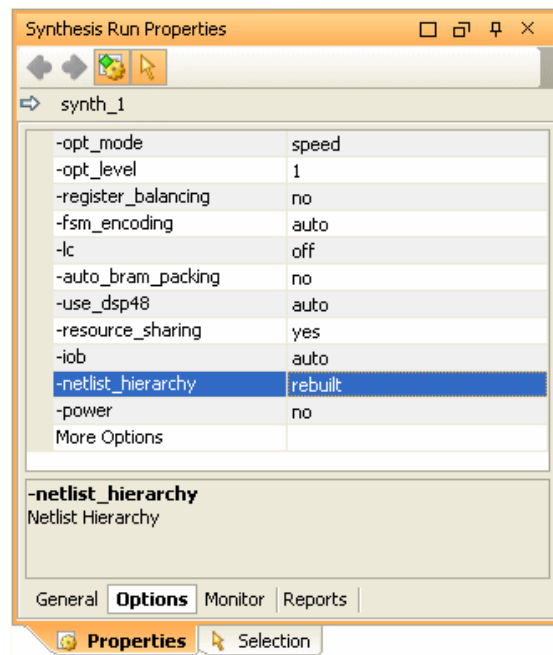 Synthesis Run Properties
synth_1
-opt_mode speed
-opt_level 1
-register_balancing no
-fsm_encoding auto
-lc off
-auto_bram_packing no
-use_dsp48 auto
-resource_sharing yes
-iob auto
-netlist_hierarchy rebuilt
-power no
More Options
-netlist_hierarchy
Netlist Hierarchy
General Options Monitor Reports
Properties Selection